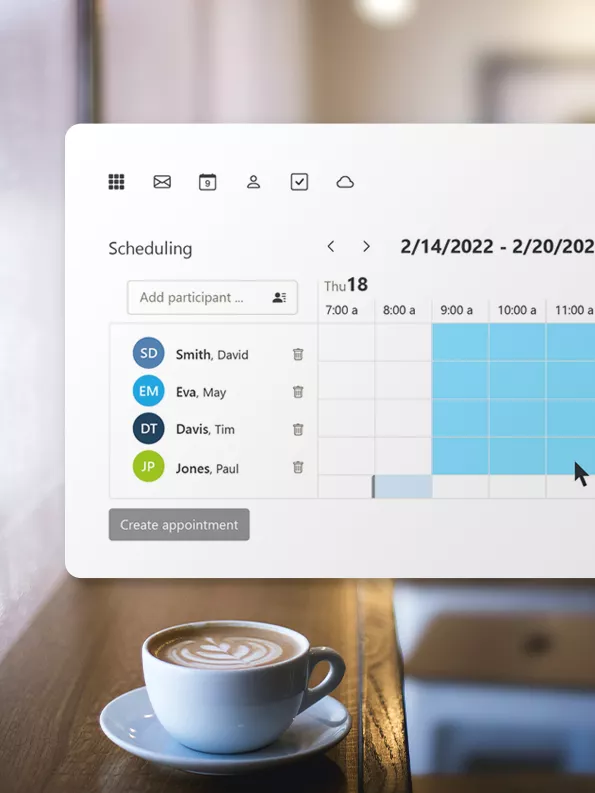 9
Scheduling
2/14/2022 - 2/20/202
Add participant ...
Thu 18
7:00 a
8:00 a
9:00 a
10:00 a
11:00 a
SD
Smith, David
EM
Eva, May
DT
Davis, Tim
JP
Jones, Paul
Create appointment